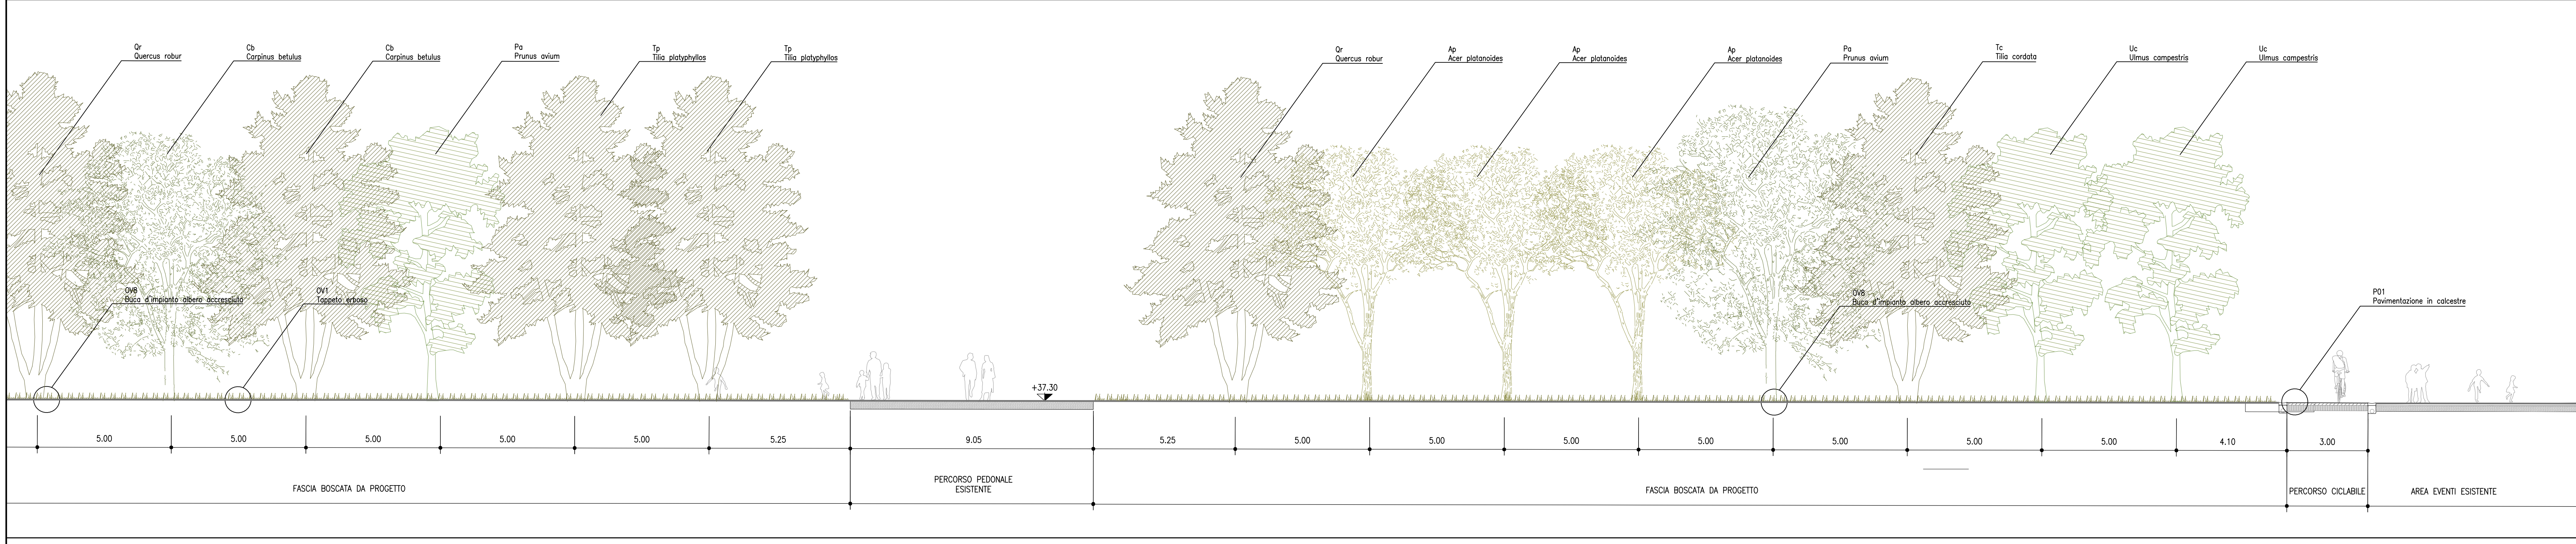 Qr
Quercus robur
Cb
Carpinus betulus
Cb
Carpinus betulus
Pa
Prunus avium
Tp
Tilia platyphyllos
Tp
Tilia platyphyllos
Qr
Quercus robur
Ap
Acer platanoides
Ap
Acer platanoides
Ap
Acer platanoides
Pa
Prunus avium
Tc
Tilia cordata
Uc
Ulmus campestris
Uc
Ulmus campestris
OV8
Buca d'impianto albero accresciuto
OV1
Tappeto erboso
OV8
Buca d'impianto albero accresciuto
P01
Pavimentazione in calcestre
+37.30
5.00 5.00 5.00 5.00 5.00 5.25 9.05 5.25 5.00 5.00 5.00 5.00 5.00 5.00 5.00 4.10 3.00
FASCIA BOSCATA DA PROGETTO
PERCORSO PEDONALE
ESISTENTE
FASCIA BOSCATA DA PROGETTO
PERCORSO CICLABILE
AREA EVENTI ESISTENTE